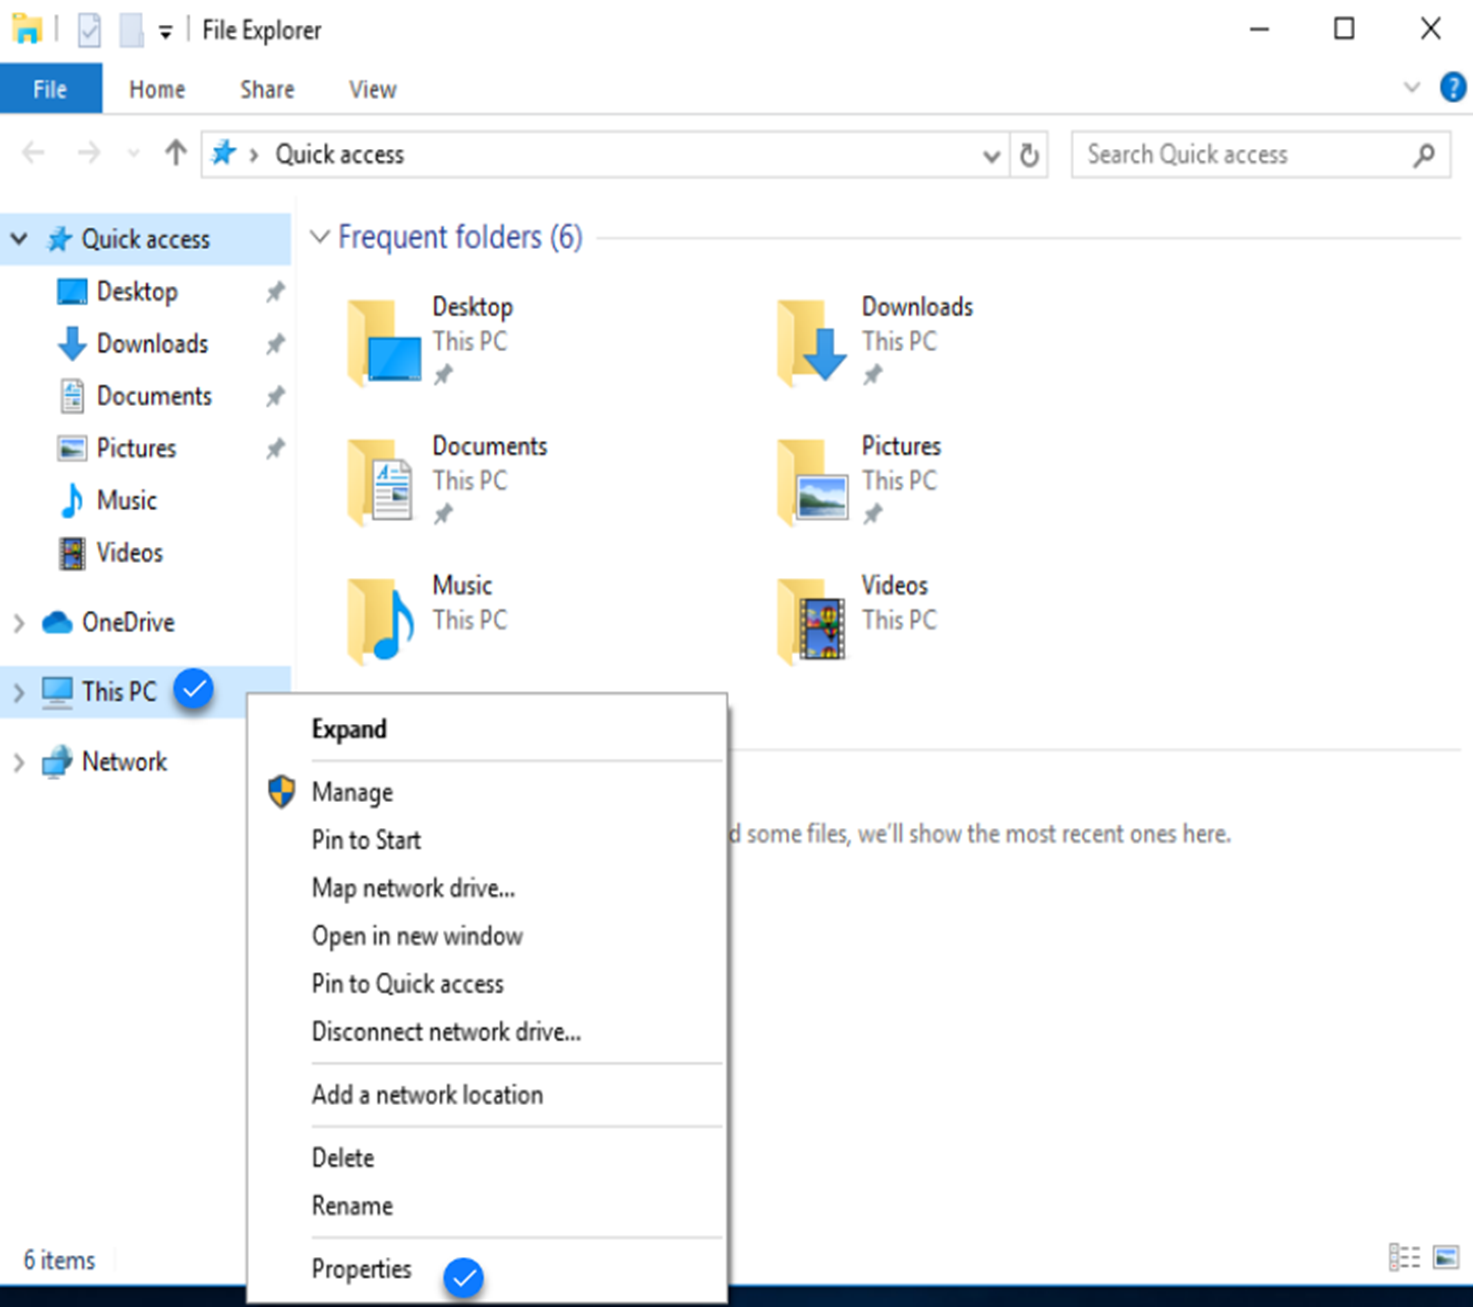 File Explorer
File Home Share View
?
Quick access
Search Quick access
Quick access
Desktop
Downloads
Documents
Pictures
Music
Videos
OneDrive
This PC
Network
Frequent folders (6)
Desktop
This PC
Downloads
This PC
Documents
This PC
Pictures
This PC
Music
This PC
Videos
This PC
d some files, we'll show the most recent ones here.
Expand
Manage
Pin to Start
Map network drive...
Open in new window
Pin to Quick access
Disconnect network drive...
Add a network location
Delete
Rename
Properties
6 items